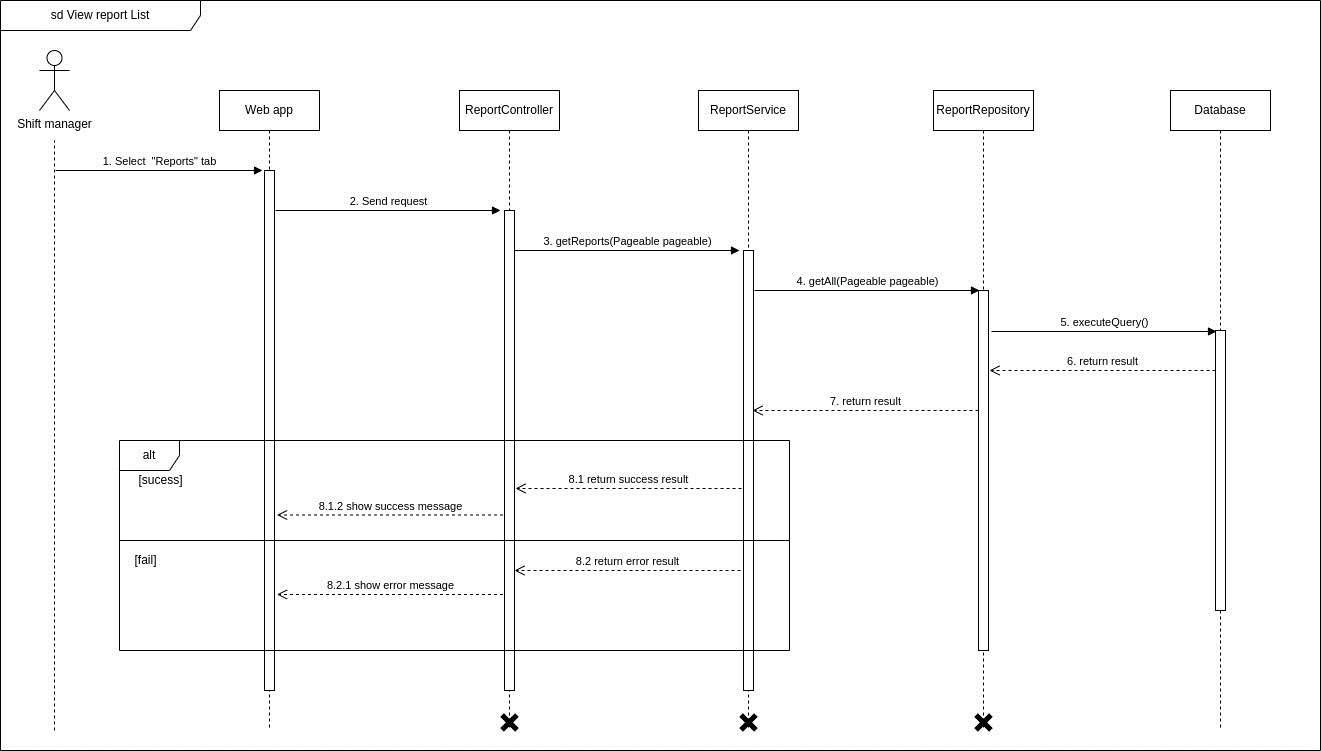 sd View report List
Shift manager
Web app
ReportController
ReportService
ReportRepository
Database
1. Select "Reports" tab
2. Send request
3. getReports(Pageable pageable)
4. getAll(Pageable pageable)
5. executeQuery()
6. return result
7. return result
alt
[sucess]
8.1 return success result
8.1.2 show success message
[fail]
8.2 return error result
8.2.1 show error message